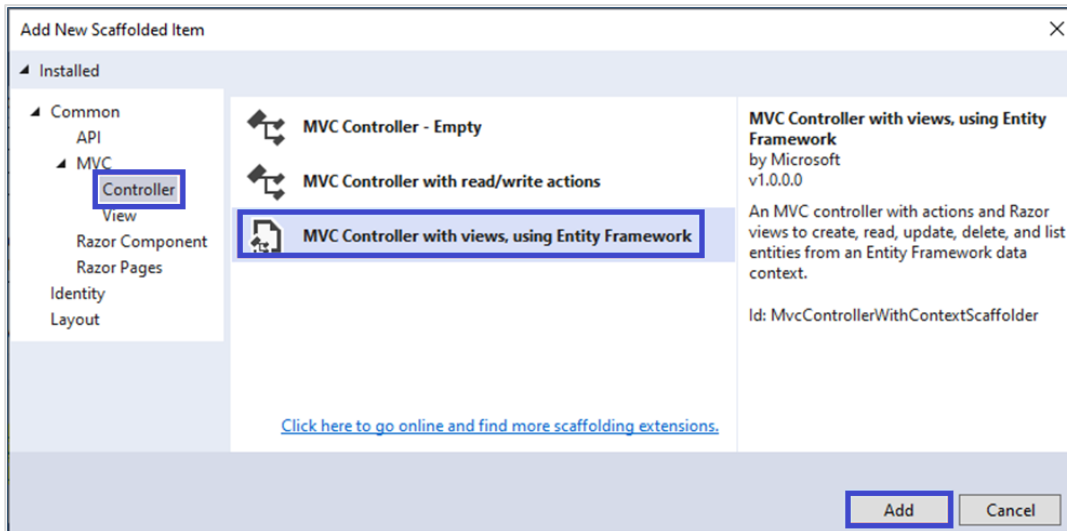 Add New Scaffolded Item
Installed
Common
API
MVC
Controller
View
Razor Component
Razor Pages
Identity
Layout
MVC Controller - Empty
MVC Controller with read/write actions
MVC Controller with views, using Entity Framework
Click here to go online and find more scaffolding extensions.
MVC Controller with views, using Entity
Framework
by Microsoft
v1.0.0.0
An MVC controller with actions and Razor
views to create, read, update, delete, and list
entities from an Entity Framework data
context.
Id: MvcControllerWithContextScaffolder
Add
Cancel